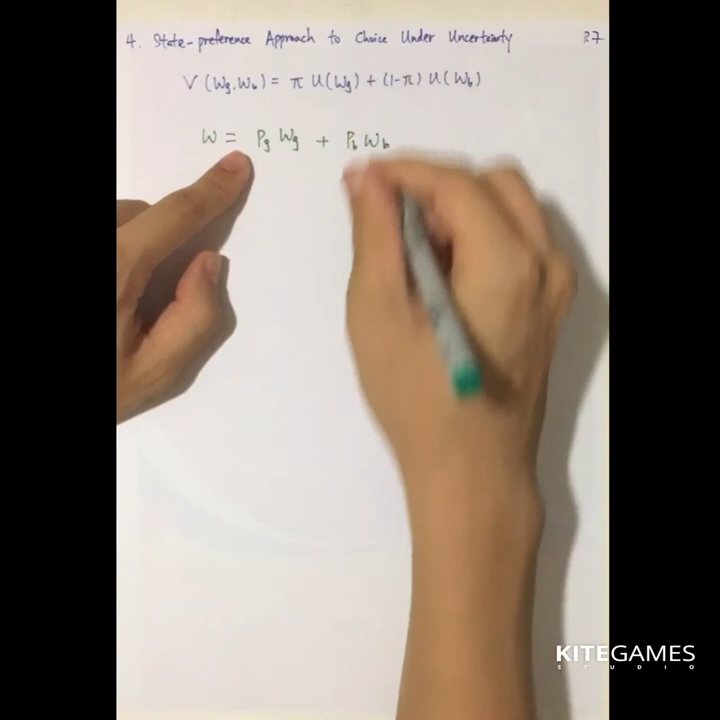 4. State-preference Approach to Choice Under Uncertainty P.7
V (Wg, Wb) = π U(Wg) + (1-π) U(Wb)
W = Pg Wg + Pb Wb
KITEGAMES
STUDIO